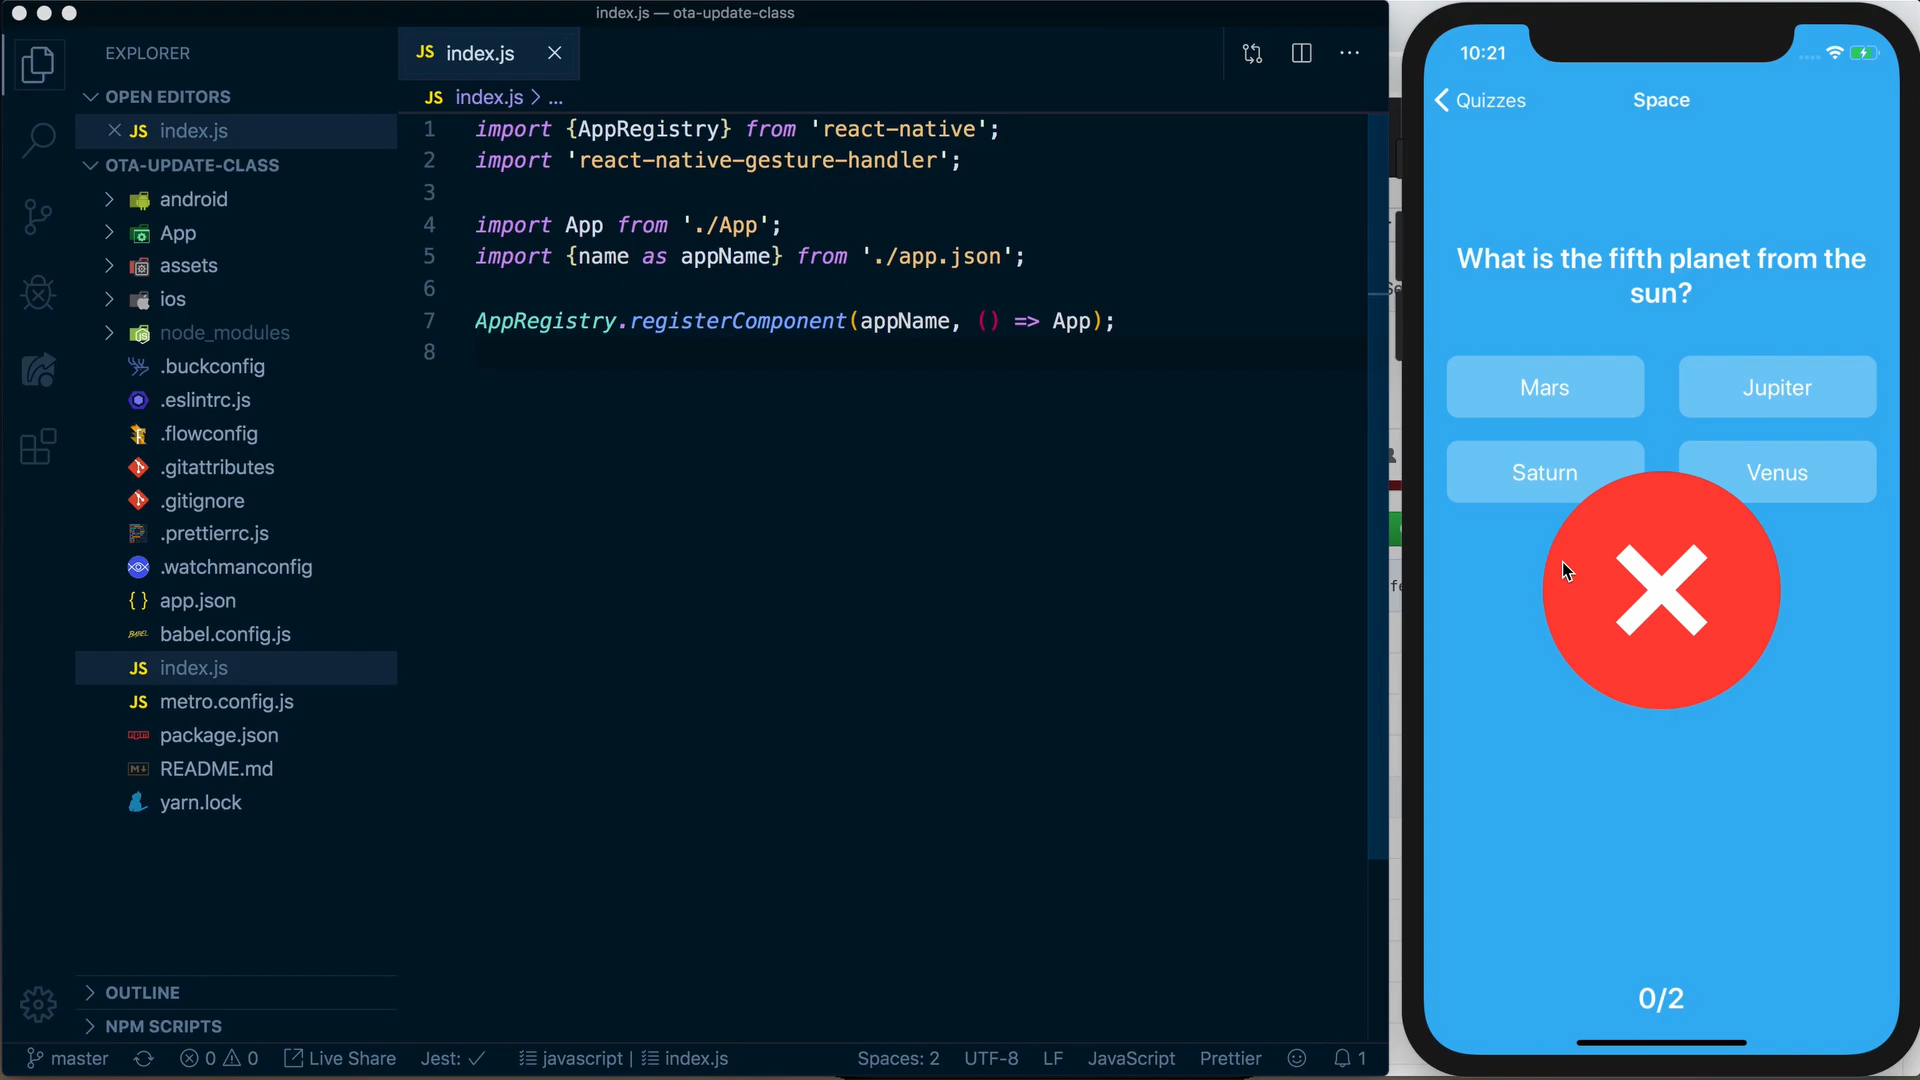 index.js — ota-update-class
EXPLORER
OPEN EDITORS
JS index.js
OTA-UPDATE-CLASS
android
App
assets
ios
node_modules
.buckconfig
.eslintrc.js
.flowconfig
.gitattributes
.gitignore
.prettierrc.js
.watchmanconfig
{ } app.json
BABEL babel.config.js
JS index.js
JS metro.config.js
package.json
README.md
yarn.lock
OUTLINE
NPM SCRIPTS
JS index.js
JS index.js > ...
1 import {AppRegistry} from 'react-native';
2 import 'react-native-gesture-handler';
3
4 import App from './App';
5 import {name as appName} from './app.json';
6
7 AppRegistry.registerComponent(appName, () => App);
8
master 0 0 Live Share Jest: ✓ javascript | index.js Spaces: 2 UTF-8 LF JavaScript Prettier 1
10:21
Quizzes Space
What is the fifth planet from the
sun?
Mars Jupiter
Saturn Venus
0/2